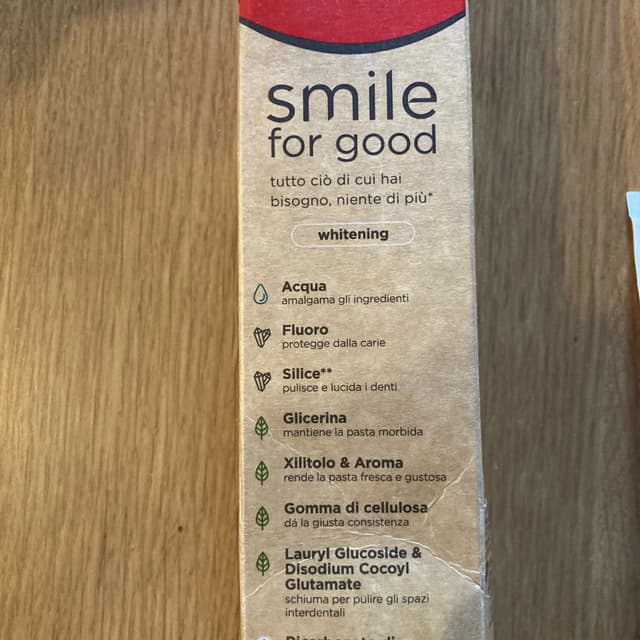 smile
for good
tutto ciò di cui hai
bisogno, niente di più*
whitening
Acqua
amalgama gli ingredienti
Fluoro
protegge dalla carie
Silice**
pulisce e lucida i denti
Glicerina
mantiene la pasta morbida
Xilitolo & Aroma
rende la pasta fresca e gustosa
Gomma di cellulosa
dá la giusta consistenza
Lauryl Glucoside &
Disodium Cocoyl
Glutamate
schiuma per pulire gli spazi
interdentali